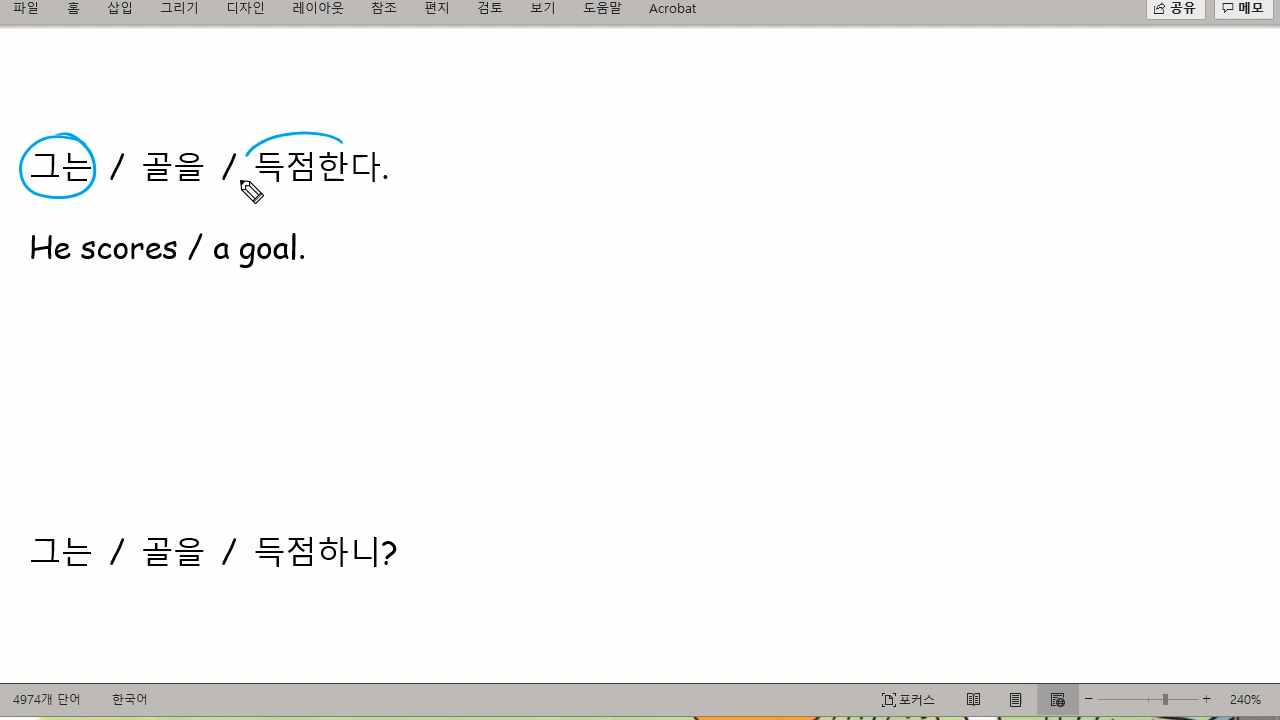 파일 홈 삽입 그리기 디자인 레이아웃 참조 편지 검토 보기 도움말 Acrobat 공유 메모
그는 / 골을 / 득점한다.
He scores / a goal.
그는 / 골을 / 득점하니?
4974개 단어 한국어 포커스 240%